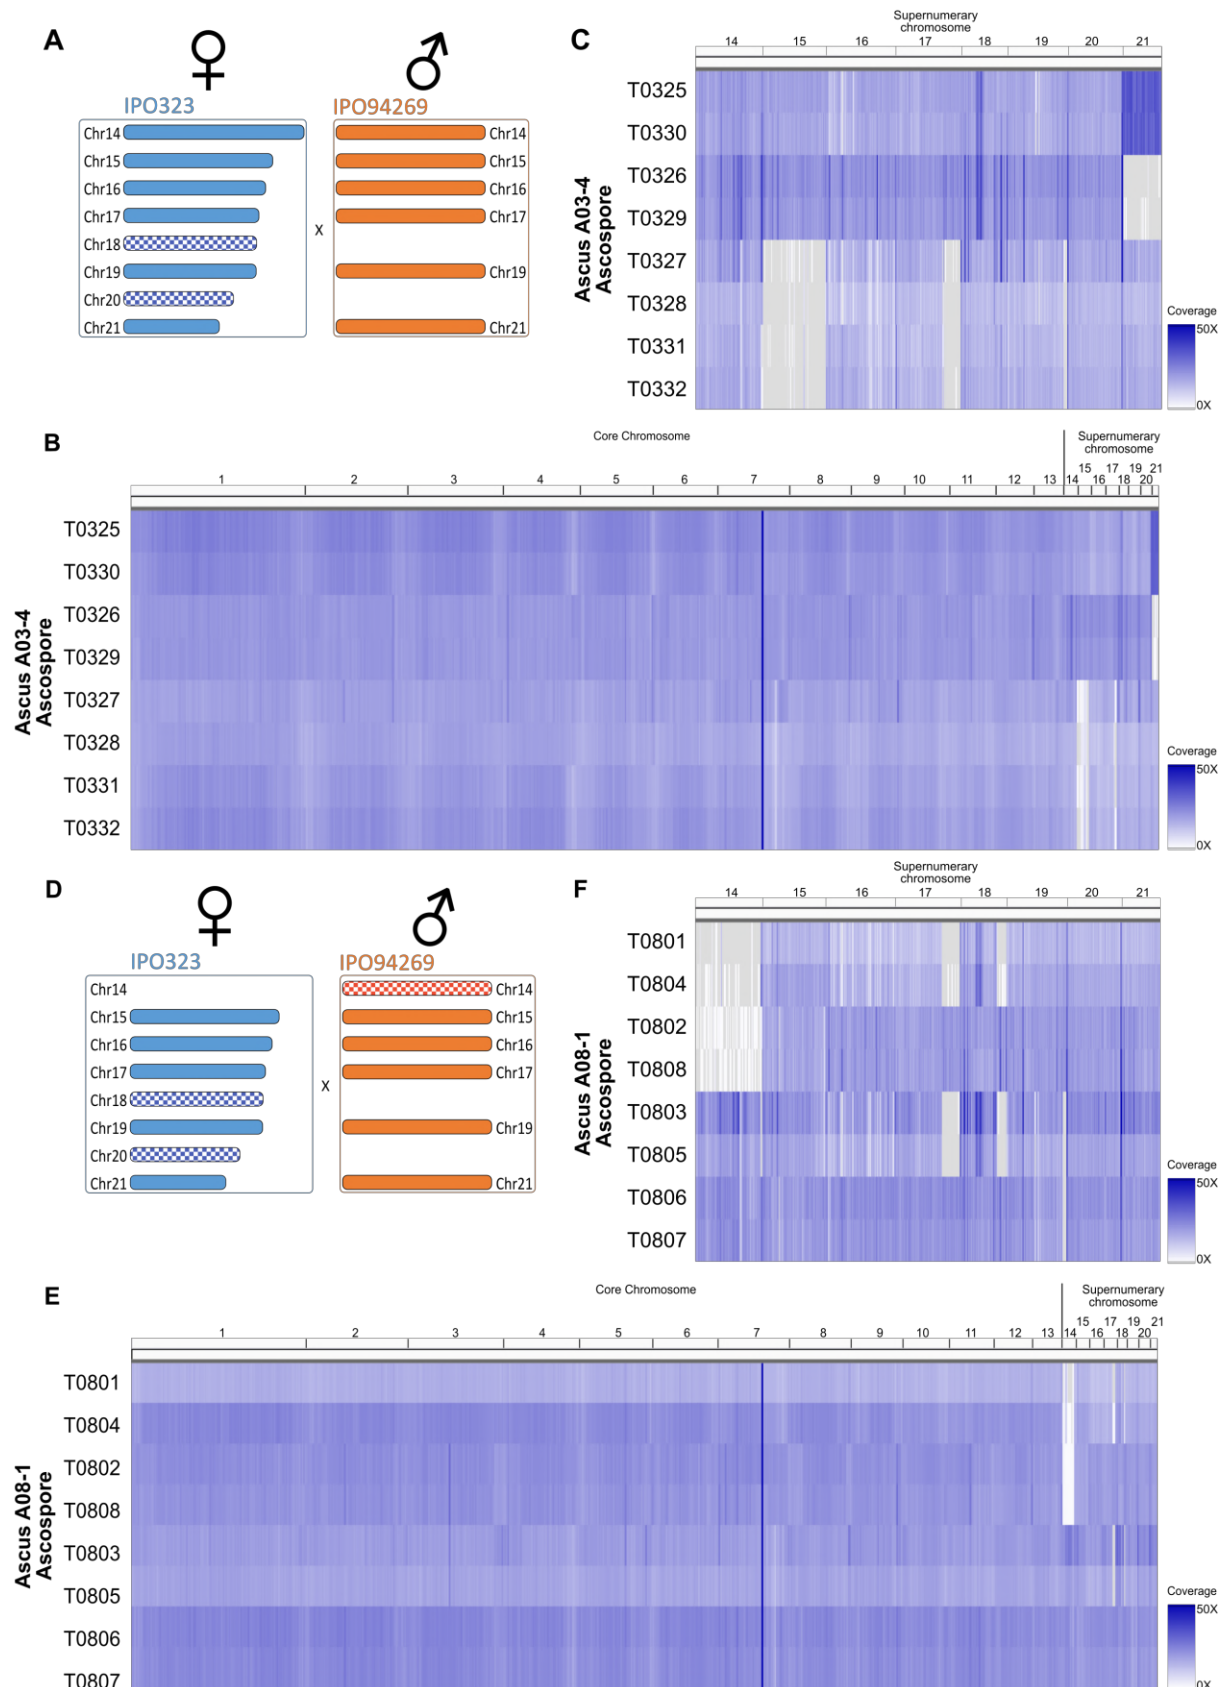 A
♀ ♂
IPO323 IPO94269
Chr14 Chr14
Chr15 Chr15
Chr16 Chr16
Chr17 Chr17
Chr18
x
Chr19 Chr19
Chr20
Chr21 Chr21
C
Supernumerary
chromosome
14 15 16 17 18 19 20 21
Ascus A03-4
Ascospore
T0325
T0330
T0326
T0329
T0327
T0328
T0331
T0332
Coverage
50X
0X
B
Core Chromosome
Supernumerary
chromosome
1 2 3 4 5 6 7 8 9 10 11 12 13 14 15 16 17 18 19 20 21
Ascus A03-4
Ascospore
T0325
T0330
T0326
T0329
T0327
T0328
T0331
T0332
Coverage
50X
0X
D
♀ ♂
IPO323 IPO94269
Chr14 Chr14
Chr15 Chr15
Chr16 Chr16
Chr17 Chr17
Chr18
x
Chr19 Chr19
Chr20
Chr21 Chr21
F
Supernumerary
chromosome
14 15 16 17 18 19 20 21
Ascus A08-1
Ascospore
T0801
T0804
T0802
T0808
T0803
T0805
T0806
T0807
Coverage
50X
0X
E
Core Chromosome
Supernumerary
chromosome
1 2 3 4 5 6 7 8 9 10 11 12 13 14 15 16 17 18 19 20 21
Ascus A08-1
Ascospore
T0801
T0804
T0802
T0808
T0803
T0805
T0806
T0807
Coverage
50X
0X